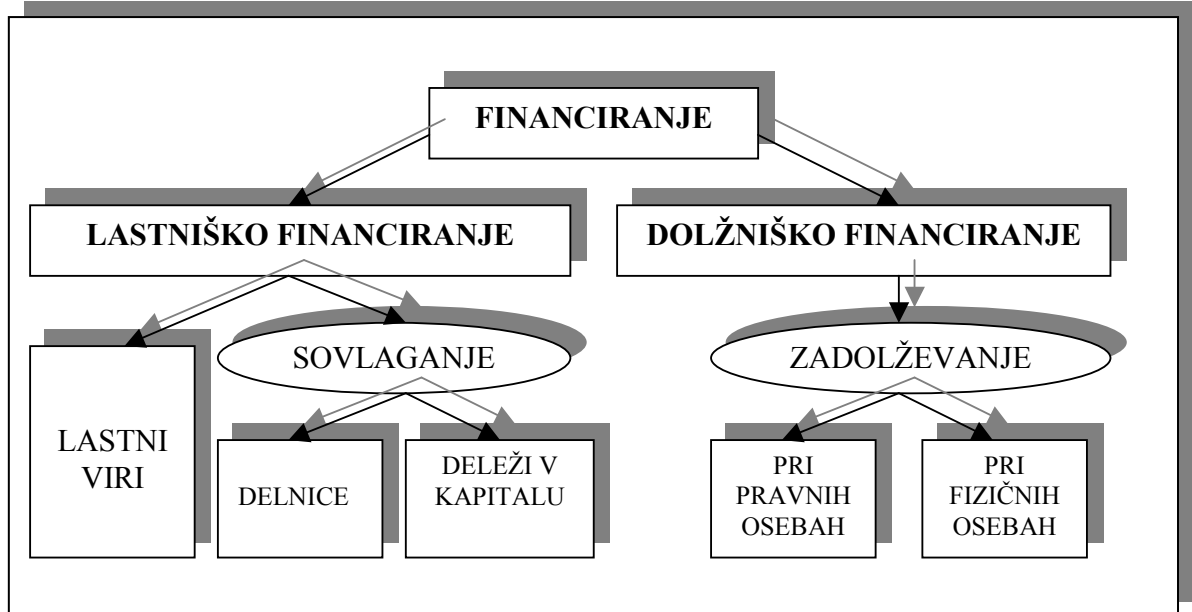 FINANCIRANJE
LASTNIŠKO FINANCIRANJE
DOLŽNIŠKO FINANCIRANJE
SOVLAGANJE
ZADOLŽEVANJE
LASTNI
VIRI
DELNICE
DELEŽI V
KAPITALU
PRI
PRAVNIH
OSEBAH
PRI
FIZIČNIH
OSEBAH